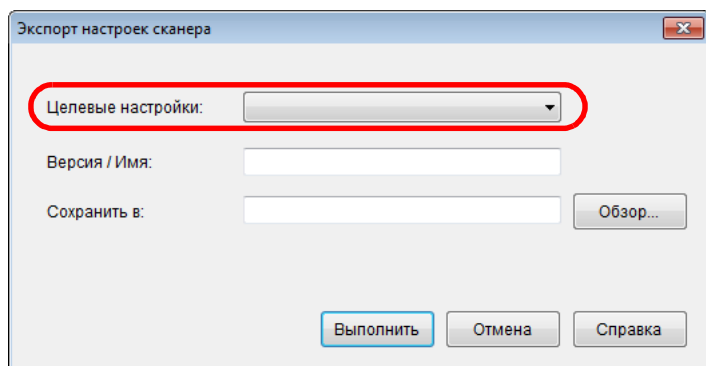 Экспорт настроек сканера
Целевые настройки:
Версия / Имя:
Сохранить в:
Обзор...
Выполнить Отмена Справка